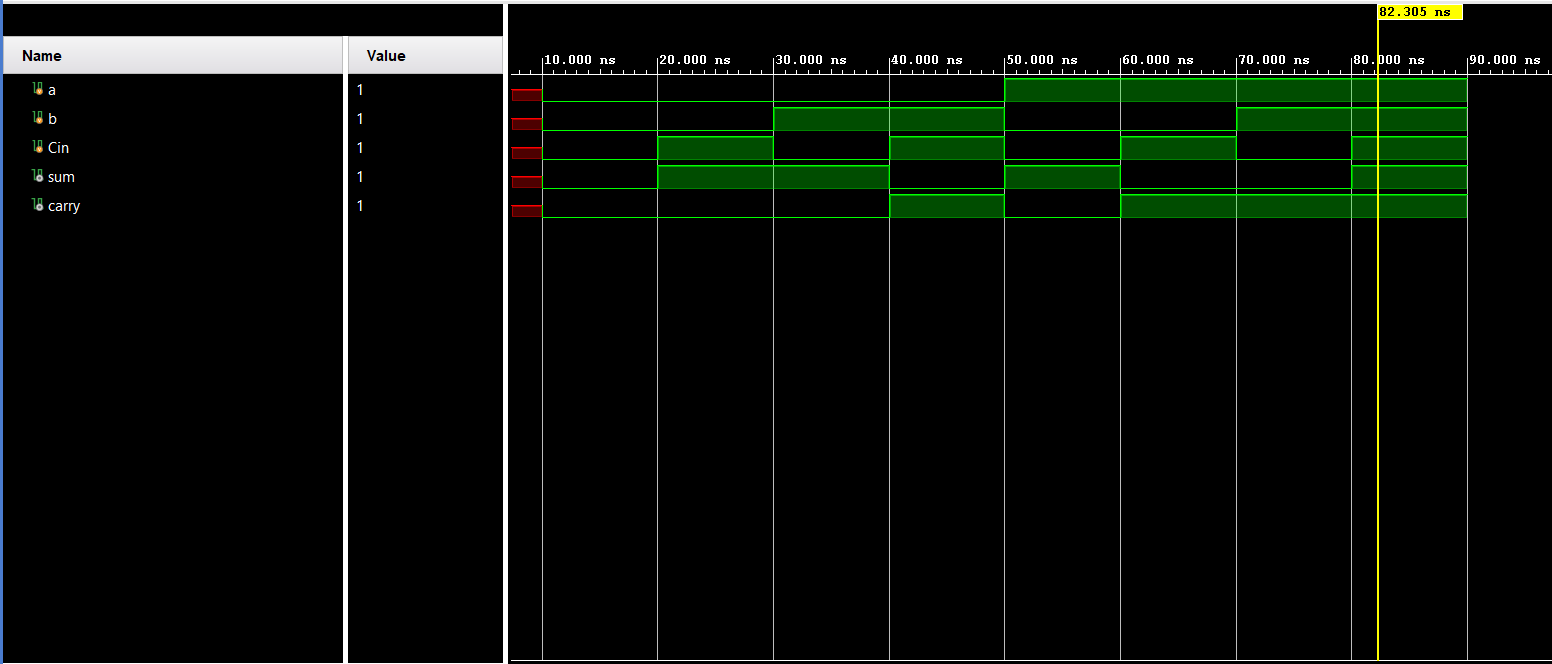 82.305 ns
Name Value
10.000 ns 20.000 ns 30.000 ns 40.000 ns 50.000 ns 60.000 ns 70.000 ns 80.000 ns 90.000 ns
a 1
b 1
Cin 1
sum 1
carry 1